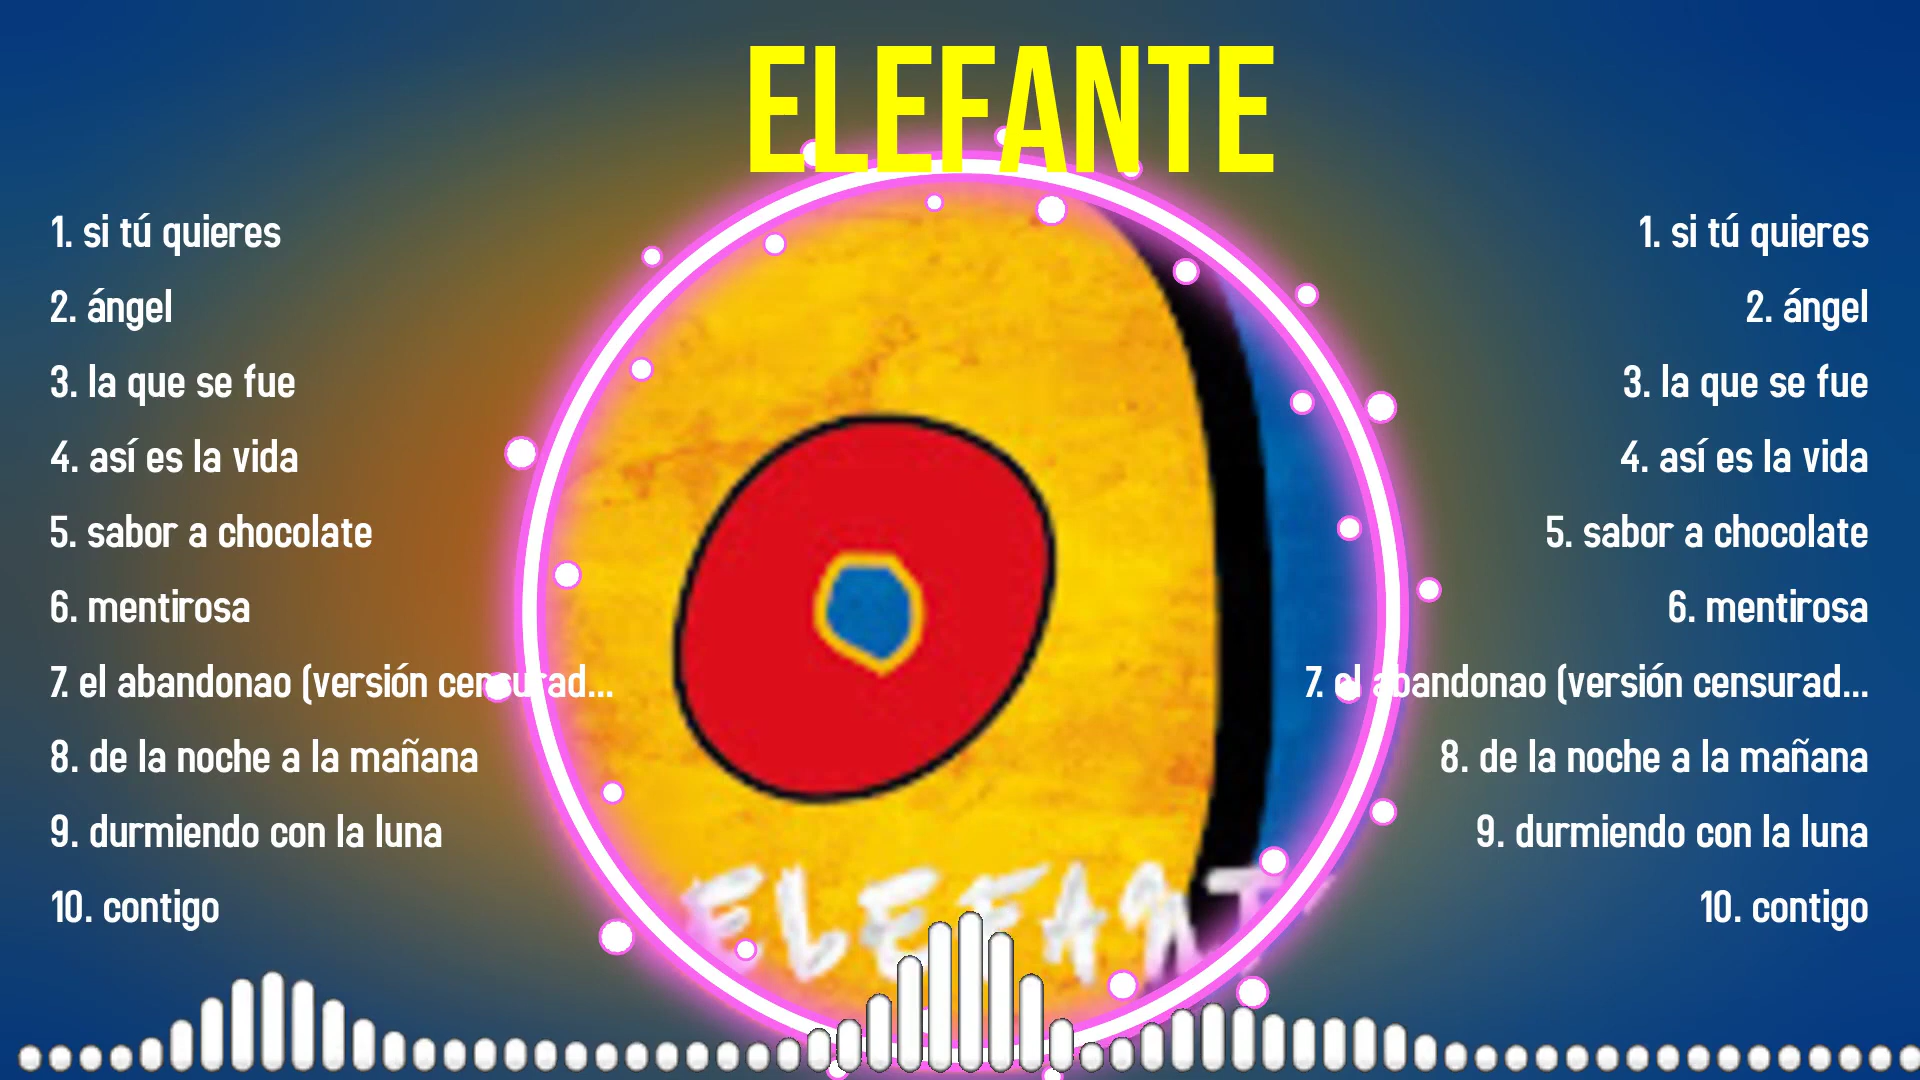 ELEFANTE
1. si tú quieres
2. ángel
3. la que se fue
4. así es la vida
5. sabor a chocolate
6. mentirosa
7. el abandonao (versión censurad...
8. de la noche a la mañana
9. durmiendo con la luna
10. contigo
1. si tú quieres
2. ángel
3. la que se fue
4. así es la vida
5. sabor a chocolate
6. mentirosa
7. el abandonao (versión censurad...
8. de la noche a la mañana
9. durmiendo con la luna
10. contigo
ELEFANT